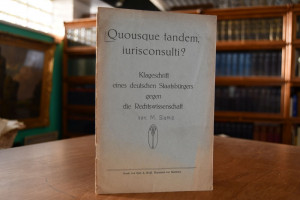 ¿Quousque tandem,
iurisconsulti?
Klageschrift
eines deutschen Staatsbürgers
gegen
die Rechtswissenschaft
von W.